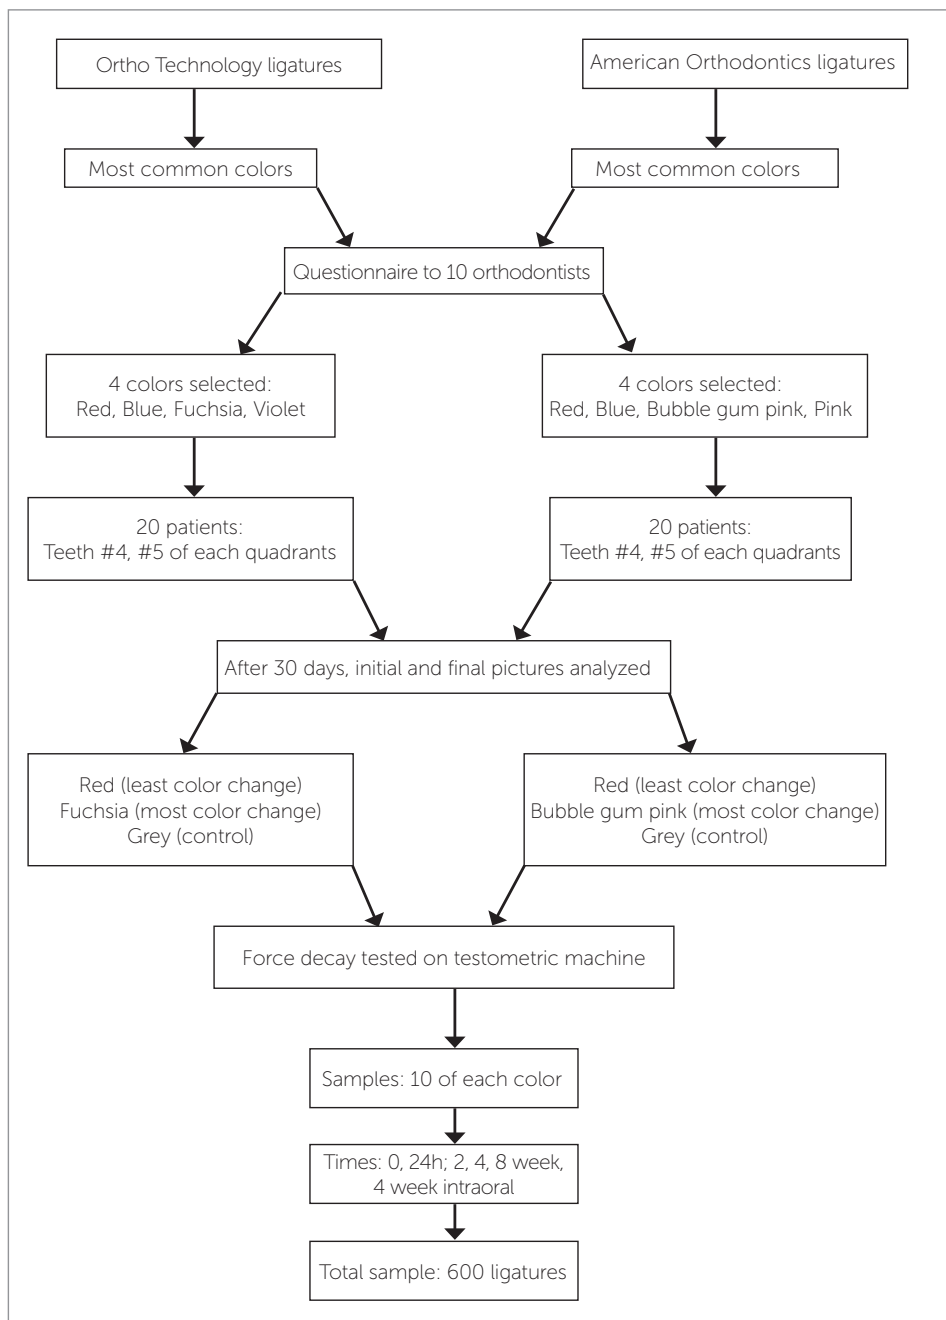 Ortho Technology ligatures
American Orthodontics ligatures
Most common colors
Most common colors
Questionnaire to 10 orthodontists
4 colors selected:
Red, Blue, Fuchsia, Violet
4 colors selected:
Red, Blue, Bubble gum pink, Pink
20 patients:
Teeth #4, #5 of each quadrants
20 patients:
Teeth #4, #5 of each quadrants
After 30 days, initial and final pictures analyzed
Red (least color change)
Fuchsia (most color change)
Grey (control)
Red (least color change)
Bubble gum pink (most color change)
Grey (control)
Force decay tested on testometric machine
Samples: 10 of each color
Times: 0, 24h; 2, 4, 8 week,
4 week intraoral
Total sample: 600 ligatures